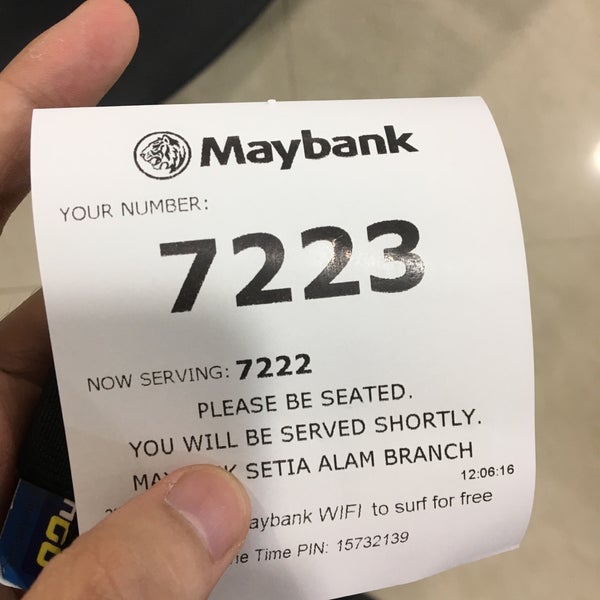 Maybank
YOUR NUMBER:
7223
NOW SERVING: 7222
PLEASE BE SEATED.
YOU WILL BE SERVED SHORTLY.
SETIA ALAM BRANCH
12:06:16
WIFI to surf for free
Time PIN: 15732139